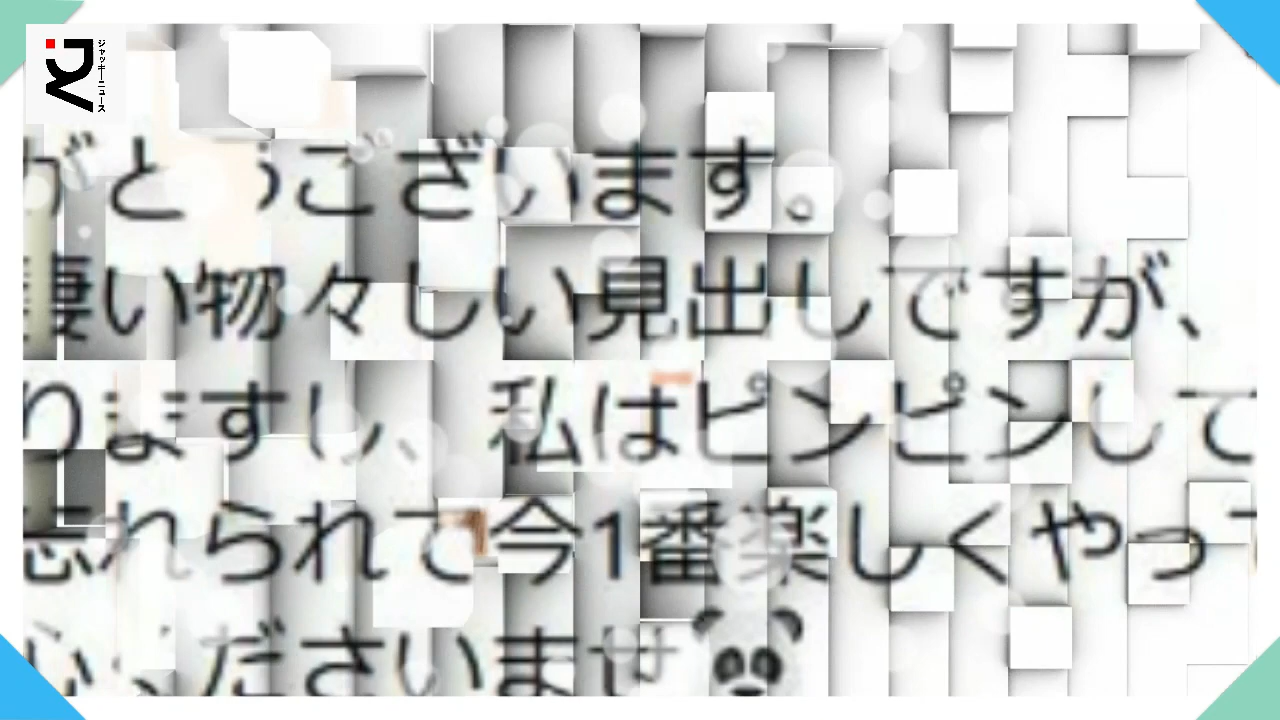 ジャッキーニュース
がとうございます。
凄い物々しい見出しですが、
りますし、私はピンピンして
忘れられて今1番楽しくやっ
心くださいませ